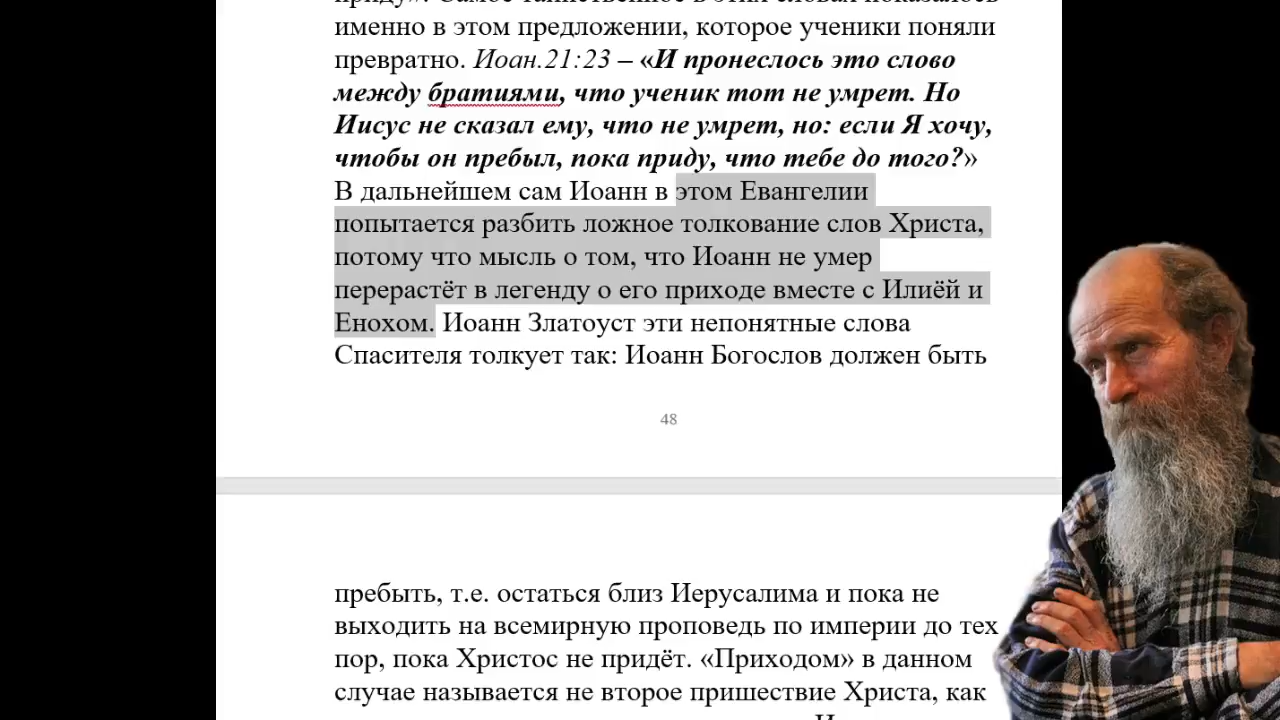 именно в этом предложении, которое ученики поняли
превратно. Иоан.21:23 – «И пронеслось это слово
между братиями, что ученик тот не умрет. Но
Иисус не сказал ему, что не умрет, но: если Я хочу,
чтобы он пребыл, пока приду, что тебе до того?»
В дальнейшем сам Иоанн в этом Евангелии
попытается разбить ложное толкование слов Христа,
потому что мысль о том, что Иоанн не умер
перерастёт в легенду о его приходе вместе с Илиёй и
Енохом. Иоанн Златоуст эти непонятные слова
Спасителя толкует так: Иоанн Богослов должен быть
48
пребыть, т.е. остаться близ Иерусалима и пока не
выходить на всемирную проповедь по империи до тех
пор, пока Христос не придёт. «Приходом» в данном
случае называется не второе пришествие Христа, как